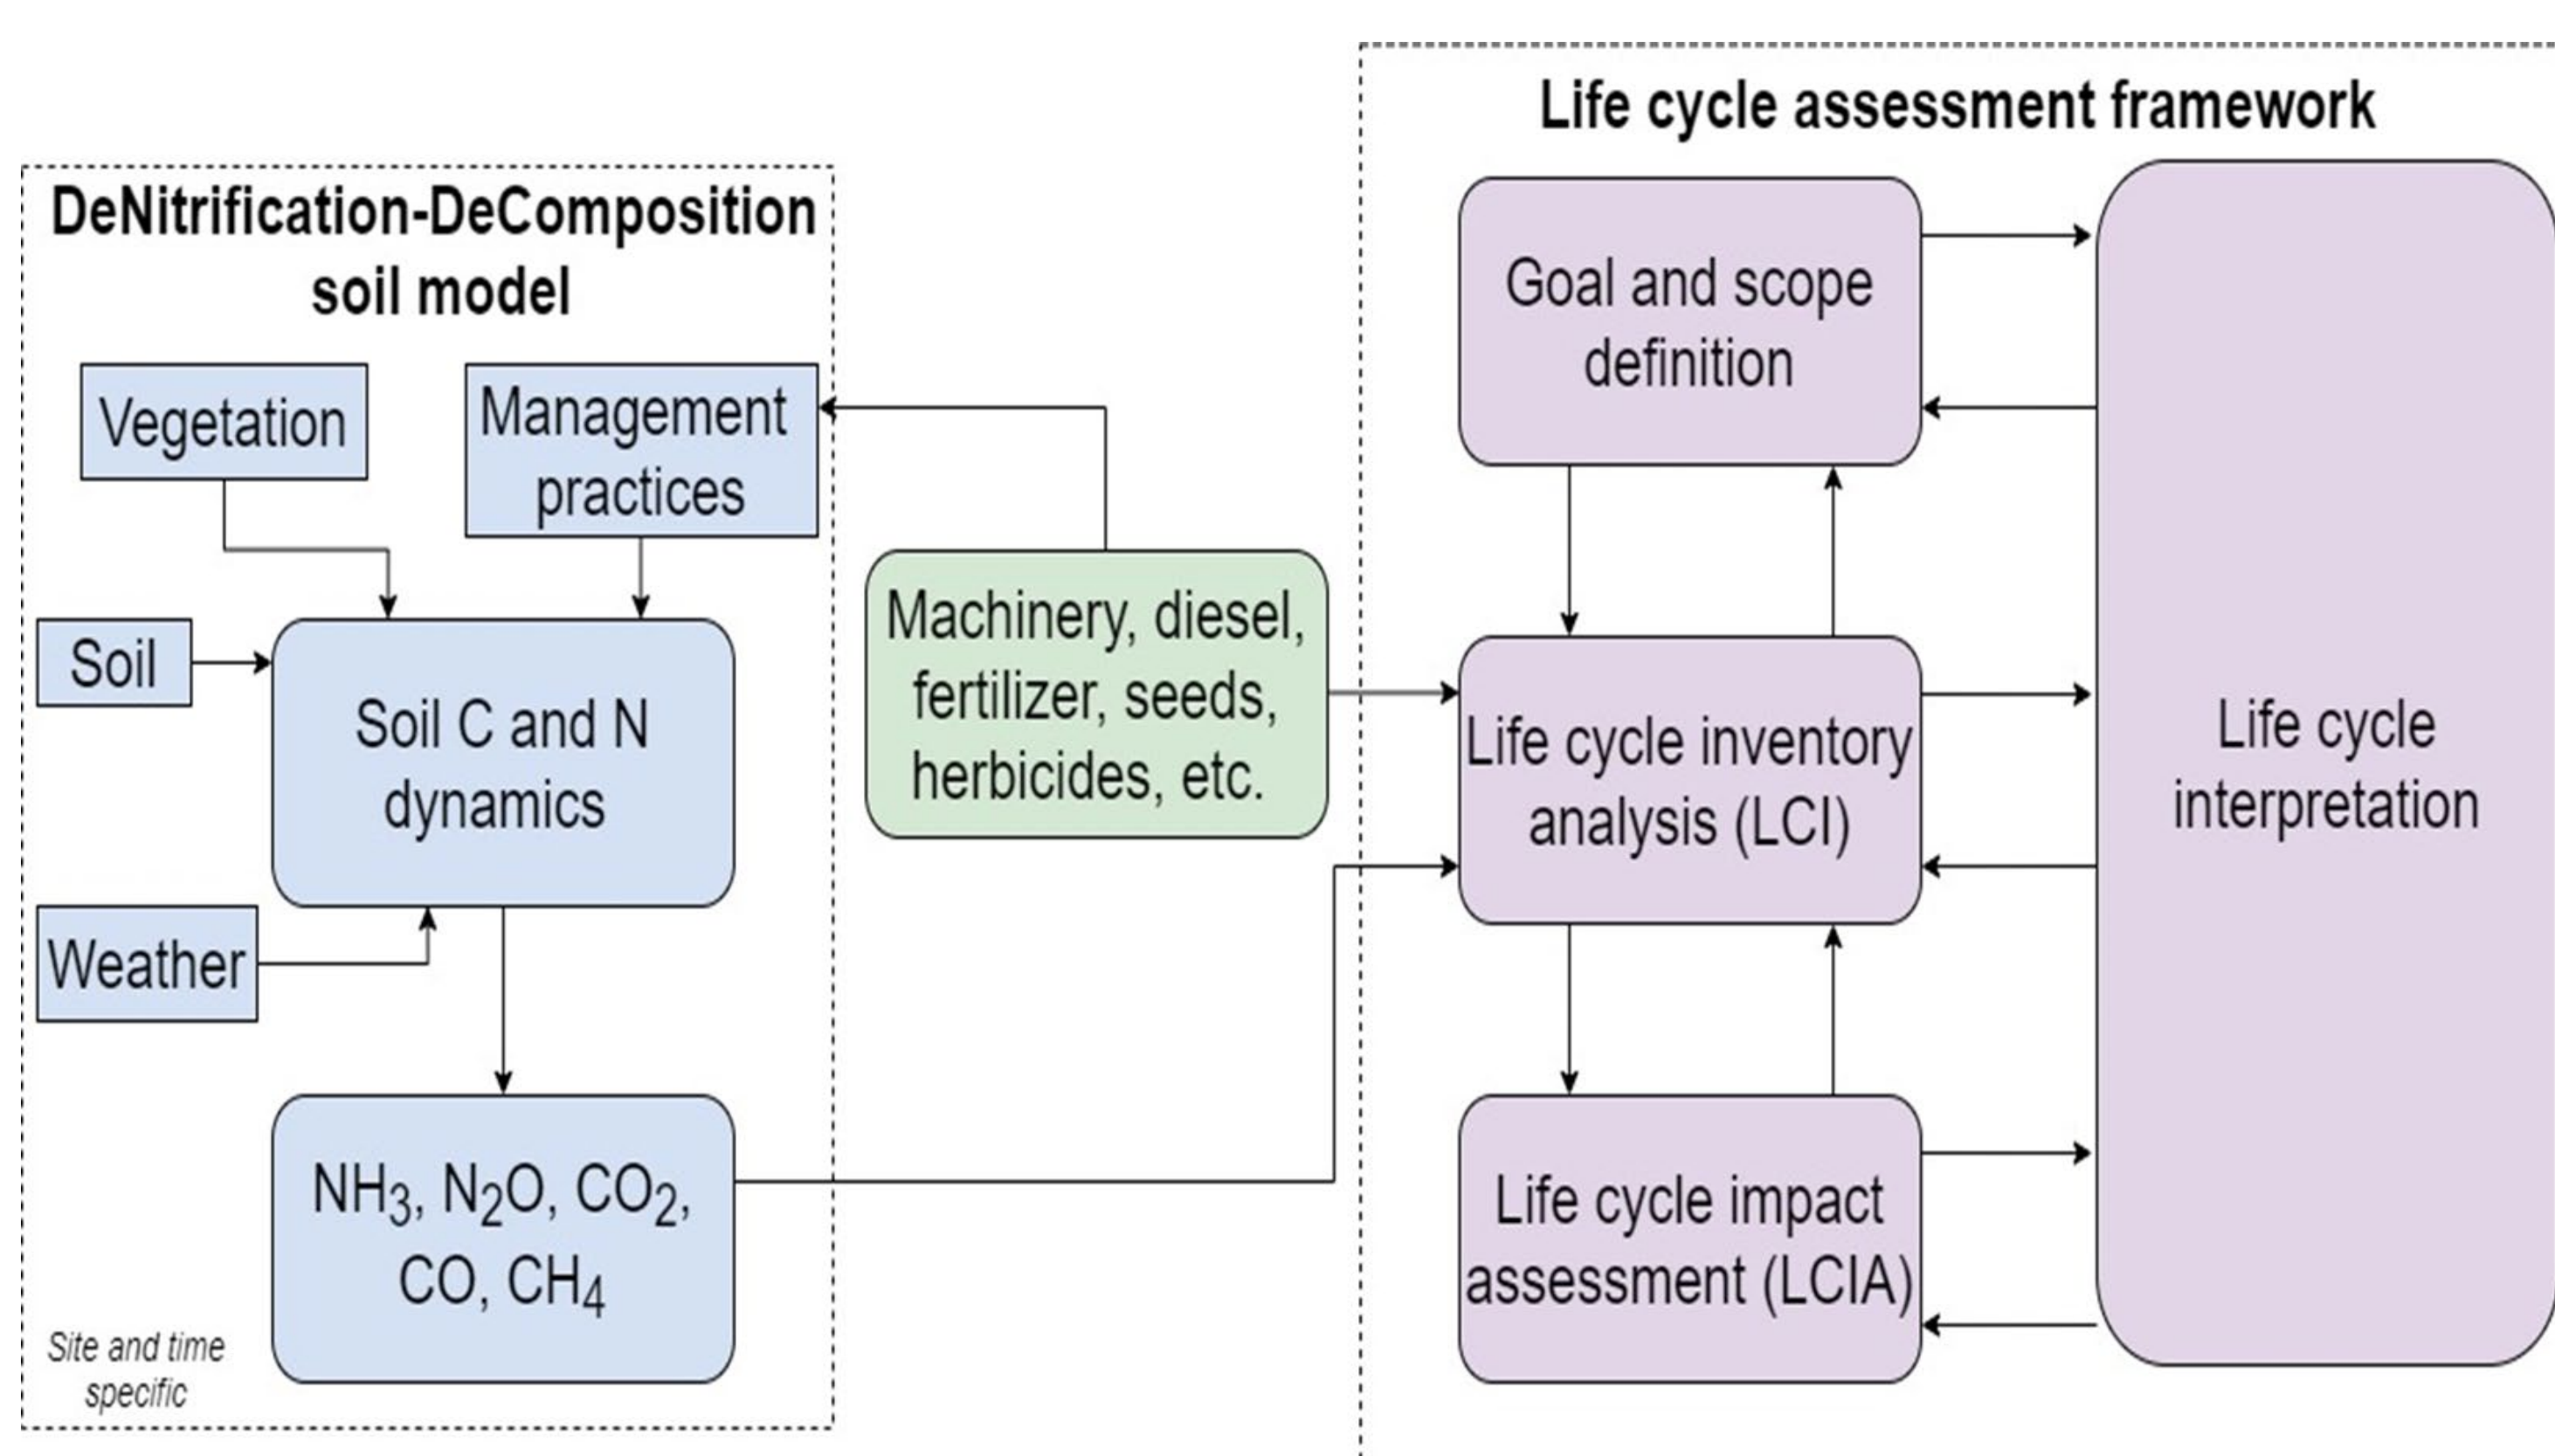 Life cycle assessment framework
DeNitrification-DeComposition
soil model
Vegetation
Management
practices
Soil
Soil C and N
dynamics
Weather
NH₃, N₂O, CO₂,
CO, CH₄
Site and time
specific
Machinery, diesel,
fertilizer, seeds,
herbicides, etc.
Goal and scope
definition
Life cycle inventory
analysis (LCI)
Life cycle impact
assessment (LCIA)
Life cycle
interpretation